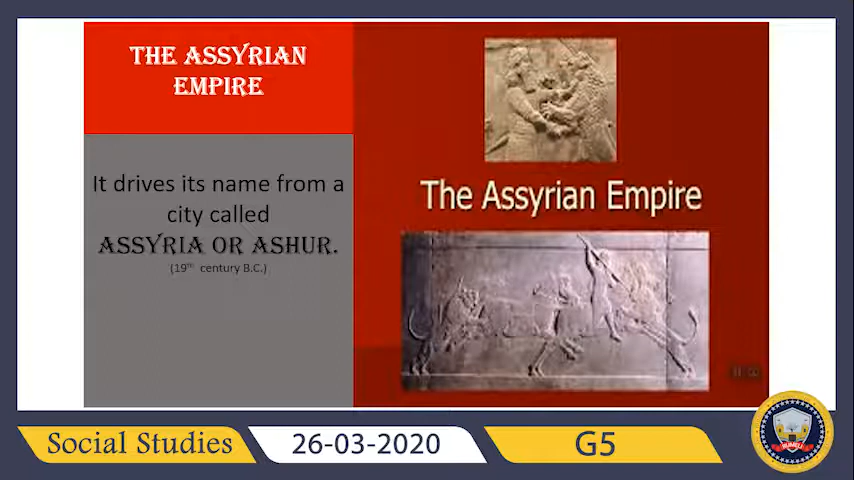 THE ASSYRIAN
EMPIRE
It drives its name from a
city called
ASSYRIA OR ASHUR.
(19th century B.C.)
The Assyrian Empire
Social Studies
26-03-2020
G5